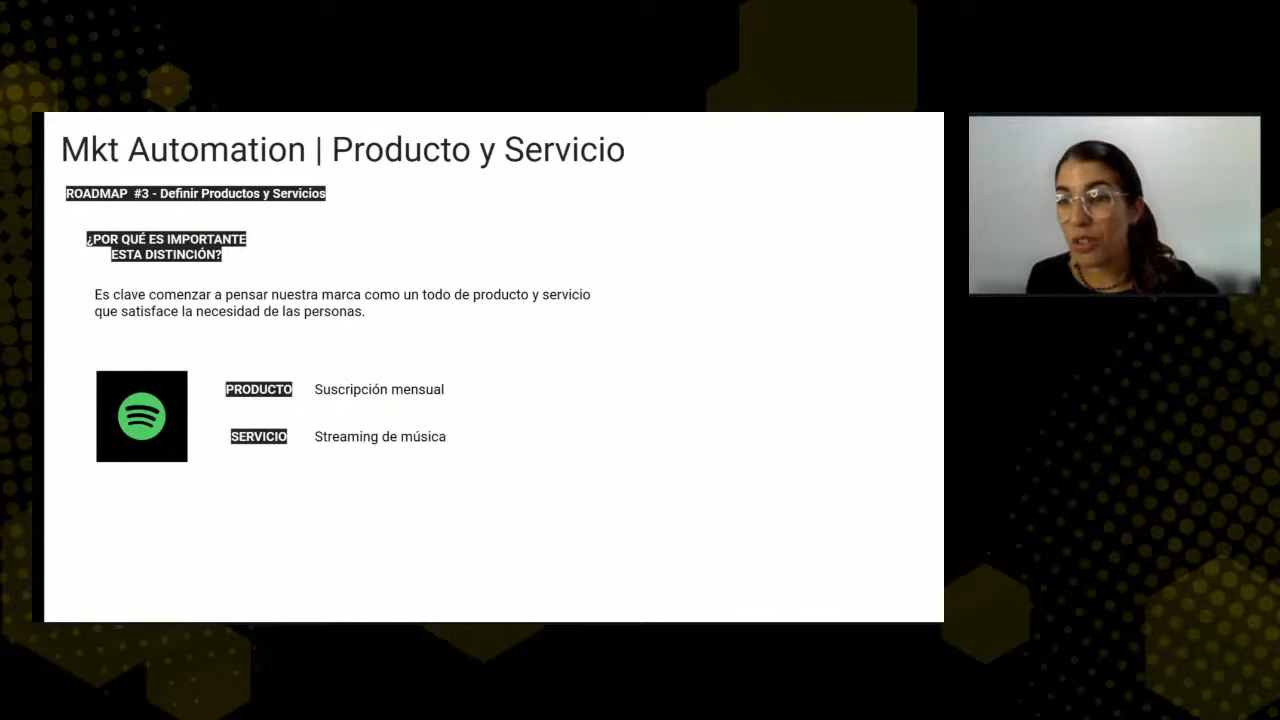 Mkt Automation | Producto y Servicio
ROADMAP #3 - Definir Productos y Servicios
¿POR QUÉ ES IMPORTANTE
ESTA DISTINCIÓN?
Es clave comenzar a pensar nuestra marca como un todo de producto y servicio
que satisface la necesidad de las personas.
PRODUCTO Suscripción mensual
SERVICIO Streaming de música